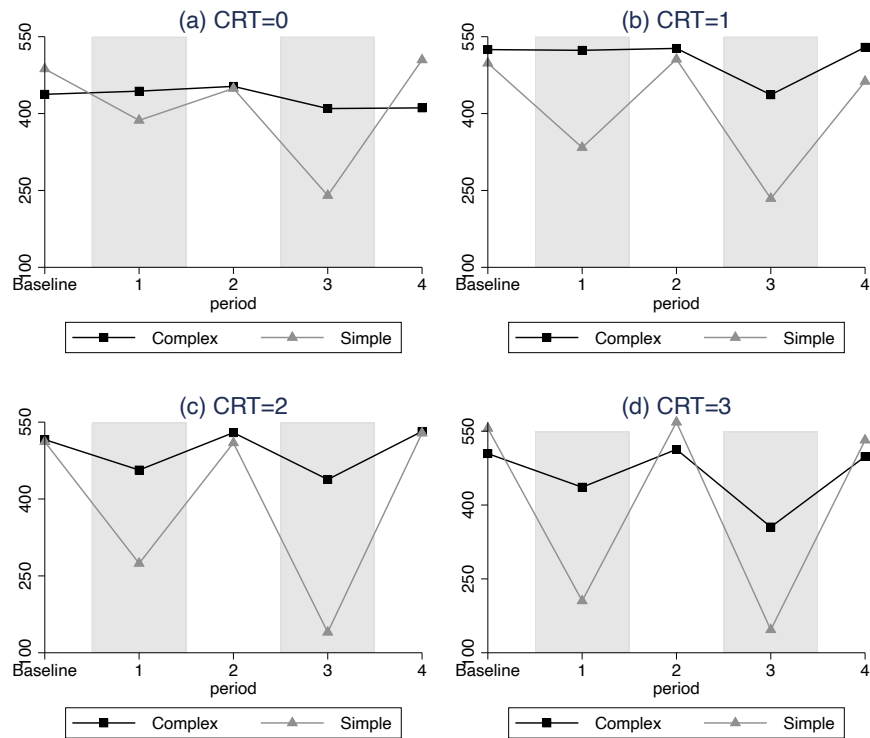 (a) CRT=0
550
400
250
100
Baseline 1 2 3 4
period
Complex Simple
(b) CRT=1
550
400
250
100
Baseline 1 2 3 4
period
Complex Simple
(c) CRT=2
550
400
250
100
Baseline 1 2 3 4
period
Complex Simple
(d) CRT=3
550
400
250
100
Baseline 1 2 3 4
period
Complex Simple